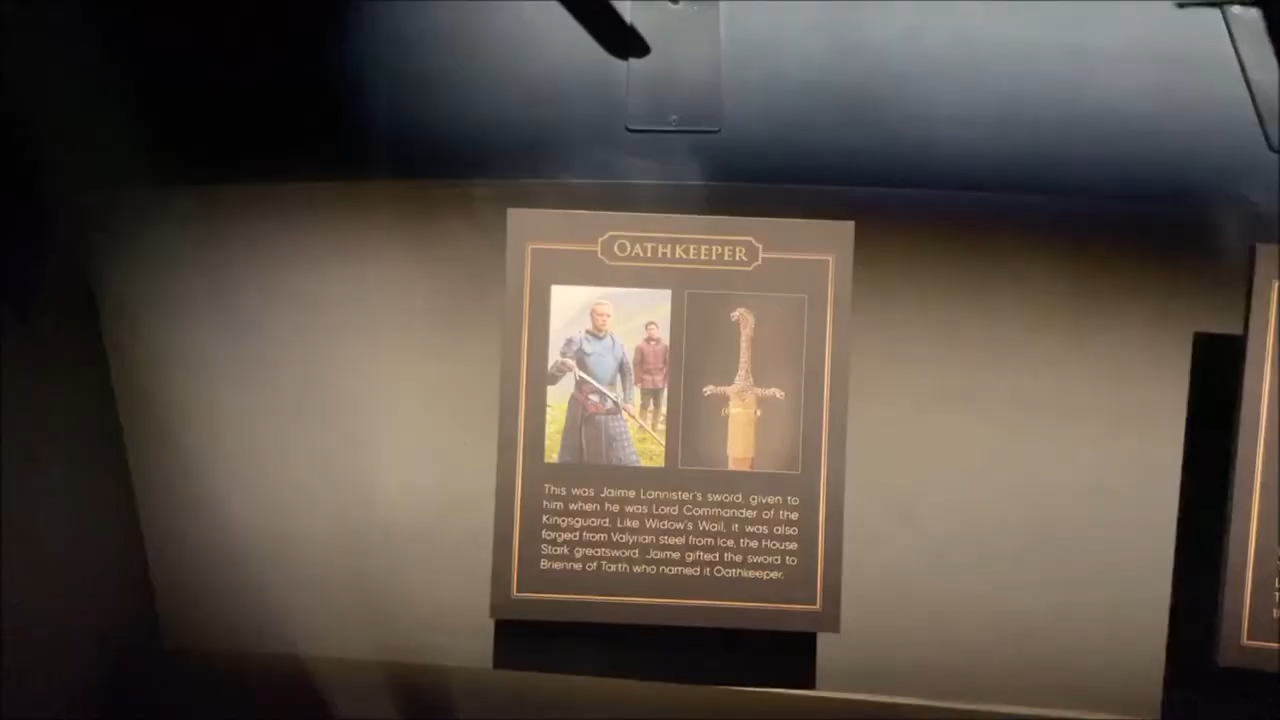 OATHKEEPER
This was Jaime Lannister's sword, given to
him when he was Lord Commander of the
Kingsguard. Like Widow's Wail, it was also
forged from Valyrian steel from Ice, the House
Stark greatsword. Jaime gifted the sword to
Brienne of Tarth who named it Oathkeeper.